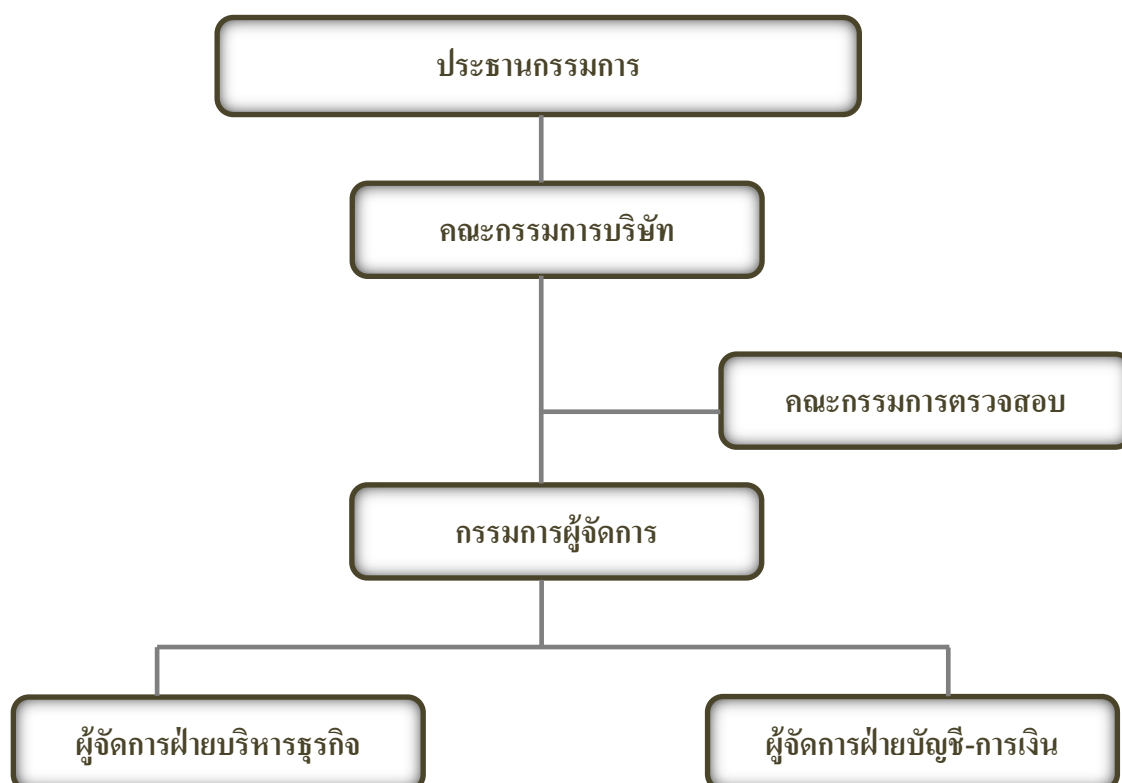 ประธานกรรมการ
คณะกรรมการบริษัท
คณะกรรมการตรวจสอบ
กรรมการผู้จัดการ
ผู้จัดการฝ่ายบริหารธุรกิจ
ผู้จัดการฝ่ายบัญชี-การเงิน